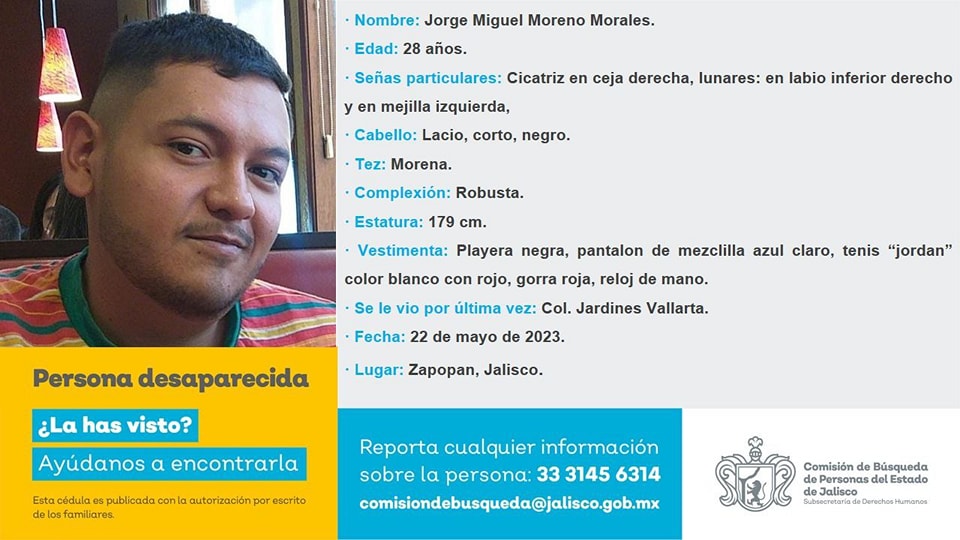 · Nombre: Jorge Miguel Moreno Morales.
· Edad: 28 años.
· Señas particulares: Cicatriz en ceja derecha, lunares: en labio inferior derecho
y en mejilla izquierda,
· Cabello: Lacio, corto, negro.
· Tez: Morena.
· Complexión: Robusta.
· Estatura: 179 cm.
· Vestimenta: Playera negra, pantalon de mezclilla azul claro, tenis “jordan”
color blanco con rojo, gorra roja, reloj de mano.
· Se le vio por última vez: Col. Jardines Vallarta.
· Fecha: 22 de mayo de 2023.
· Lugar: Zapopan, Jalisco.
Persona desaparecida
¿La has visto?
Ayúdanos a encontrarla
Esta cédula es publicada con la autorización por escrito
de los familiares.
Reporta cualquier información
sobre la persona: 33 3145 6314
comisiondebusqueda@jalisco.gob.mx
Comisión de Búsqueda
de Personas del Estado
de Jalisco
Subsecretaría de Derechos Humanos